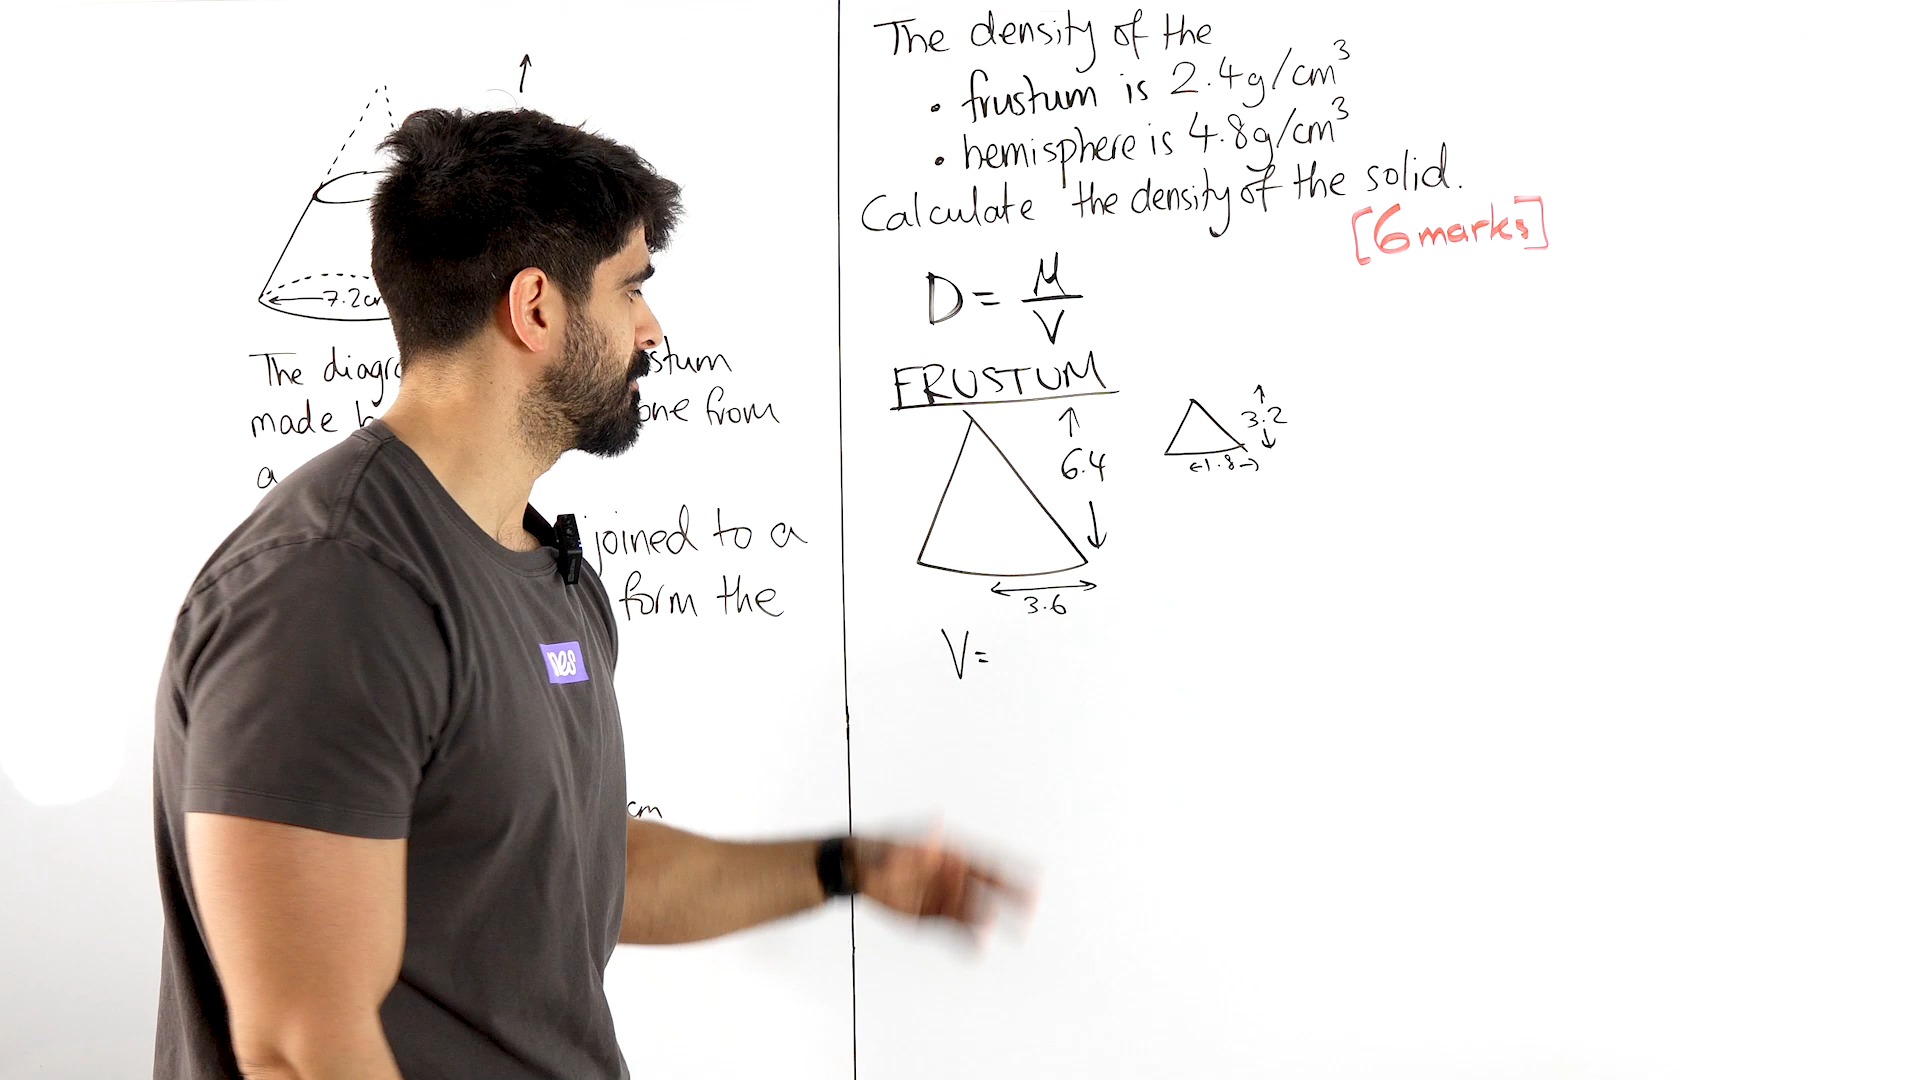 7.2
The
stum
made
one from
a
joined to a
form the
cm
The density of the
• frustum is 2.4g/cm³
• hemisphere is 4.8g/cm³
Calculate the density of the solid.
[6 marks]
D = M/V
FRUSTUM
6.4
3.6
3.2
1.8
V=